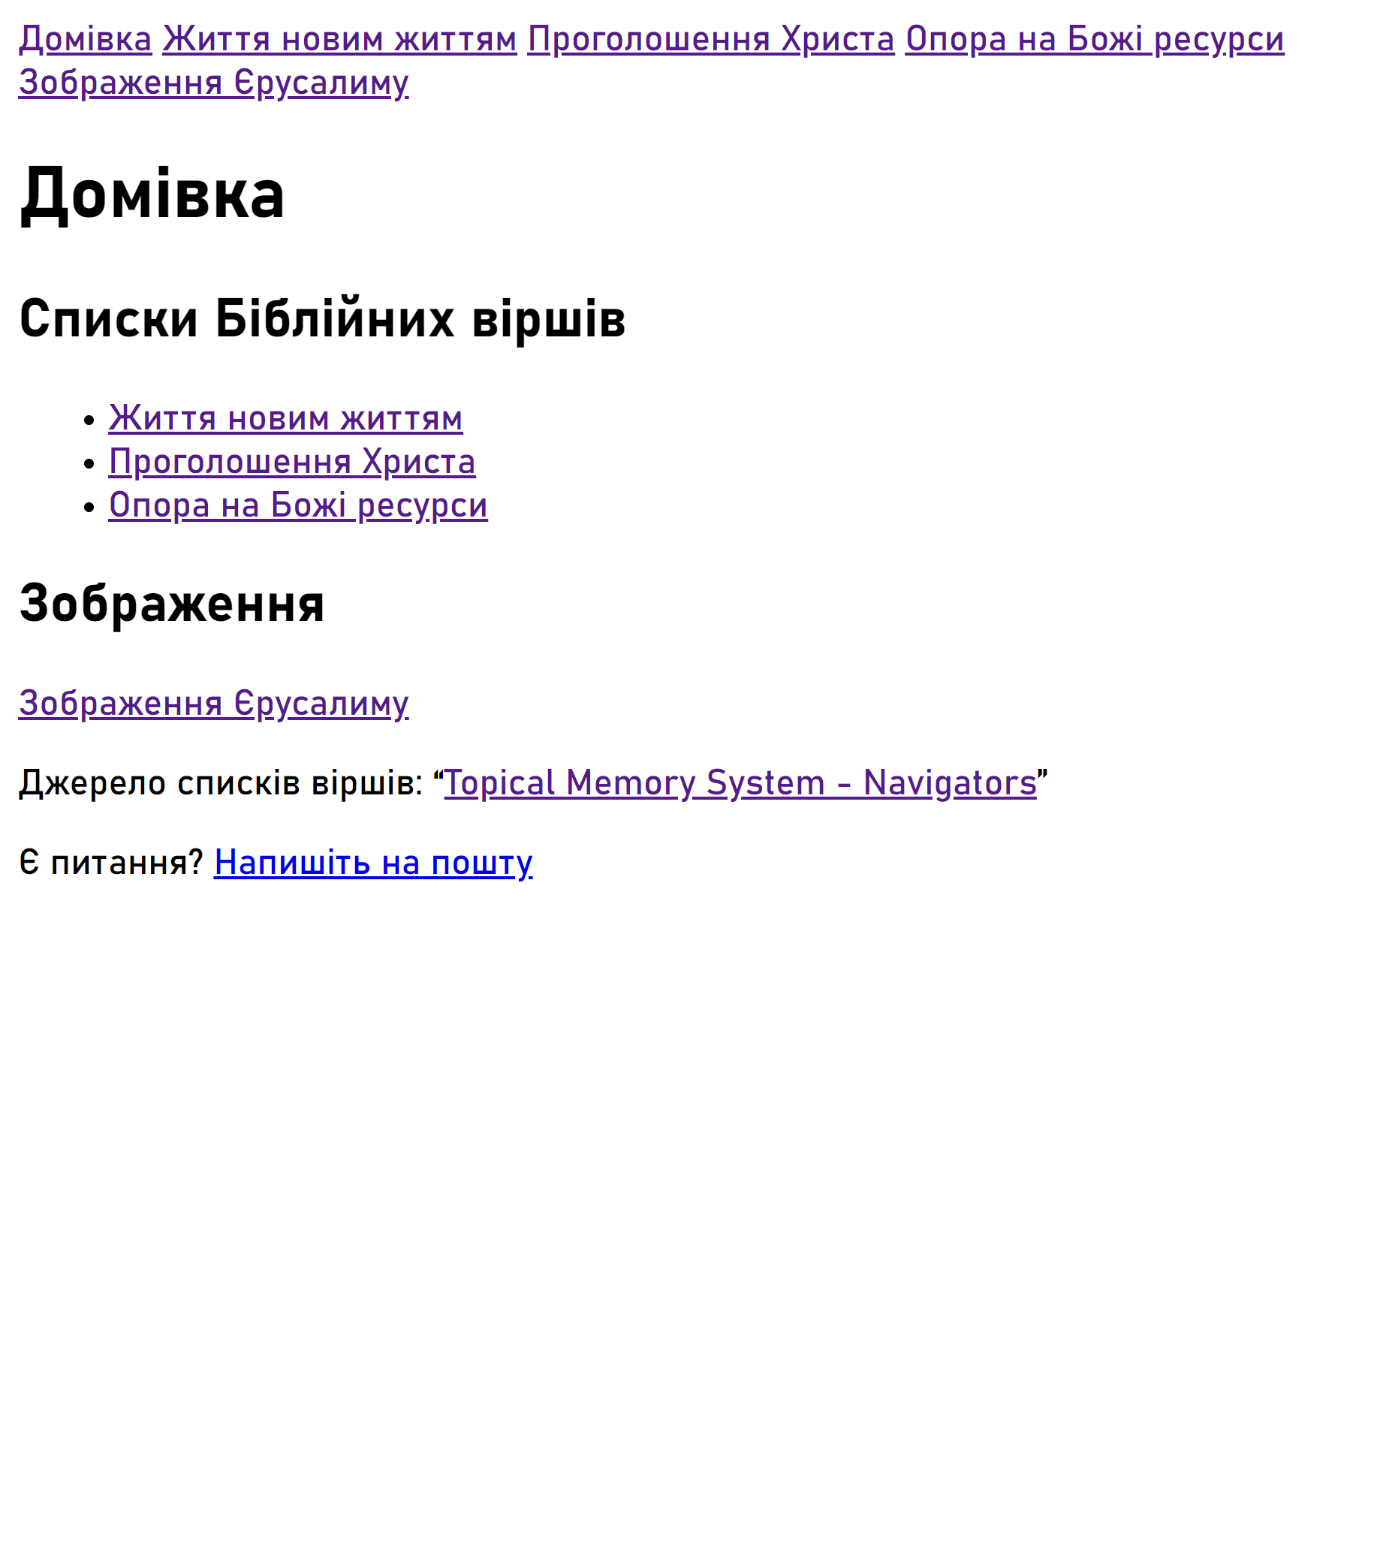 Домівка Життя новим життям Проголошення Христа Опора на Божі ресурси
Зображення Єрусалиму
Домівка
Списки Біблійних віршів
• Життя новим життям
• Проголошення Христа
• Опора на Божі ресурси
Зображення
Зображення Єрусалиму
Джерело списків віршів: “Topical Memory System - Navigators”
Є питання? Напишіть на пошту